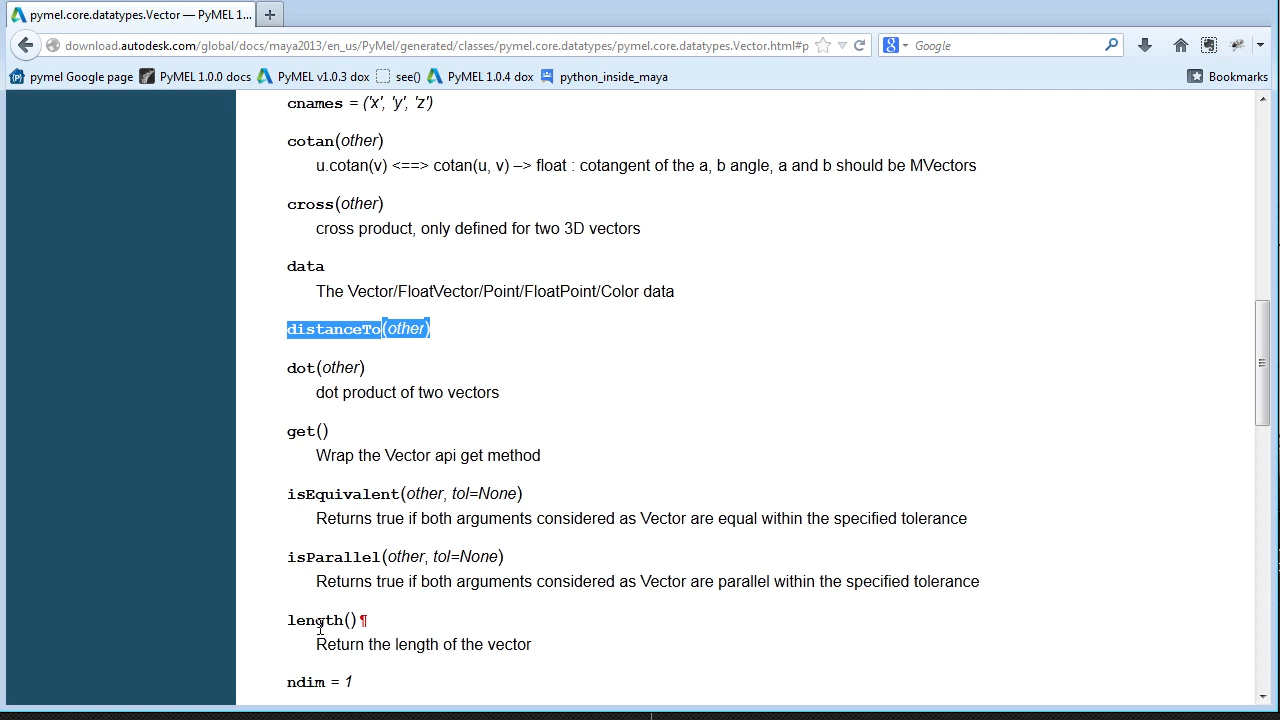 pymel.core.datatypes.Vector — PyMEL 1...
download.autodesk.com/global/docs/maya2013/en_us/PyMel/generated/classes/pymel.core.datatypes/pymel.core.datatypes.Vector.html#p
Google
pymel Google page PyMEL 1.0.0 docs PyMEL v1.0.3 dox see() PyMEL 1.0.4 dox python_inside_maya Bookmarks
cnames = ('x', 'y', 'z')
cotan(other)
u.cotan(v) <==> cotan(u, v) –> float : cotangent of the a, b angle, a and b should be MVectors
cross(other)
cross product, only defined for two 3D vectors
data
The Vector/FloatVector/Point/FloatPoint/Color data
distanceTo(other)
dot(other)
dot product of two vectors
get()
Wrap the Vector api get method
isEquivalent(other, tol=None)
Returns true if both arguments considered as Vector are equal within the specified tolerance
isParallel(other, tol=None)
Returns true if both arguments considered as Vector are parallel within the specified tolerance
length()¶
Return the length of the vector
ndim = 1